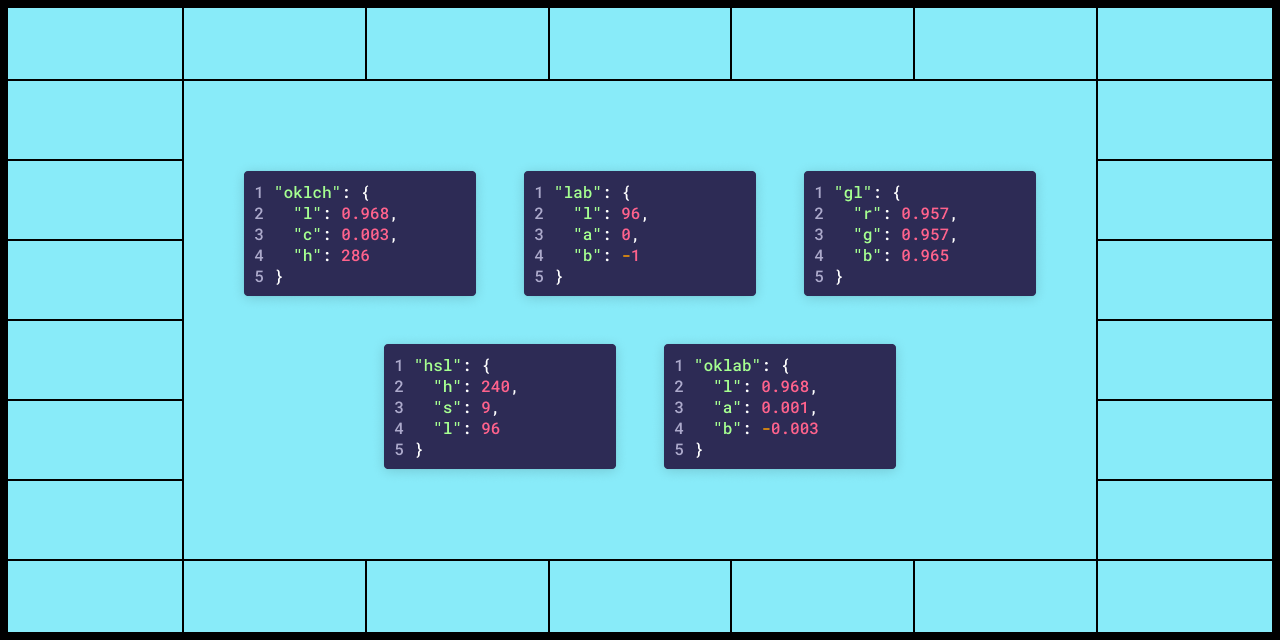 1 "oklch": {
2   "l": 0.968,
3   "c": 0.003,
4   "h": 286
5 }
1 "lab": {
2   "l": 96,
3   "a": 0,
4   "b": -1
5 }
1 "gl": {
2   "r": 0.957,
3   "g": 0.957,
4   "b": 0.965
5 }
1 "hsl": {
2   "h": 240,
3   "s": 9,
4   "l": 96
5 }
1 "oklab": {
2   "l": 0.968,
3   "a": 0.001,
4   "b": -0.003
5 }